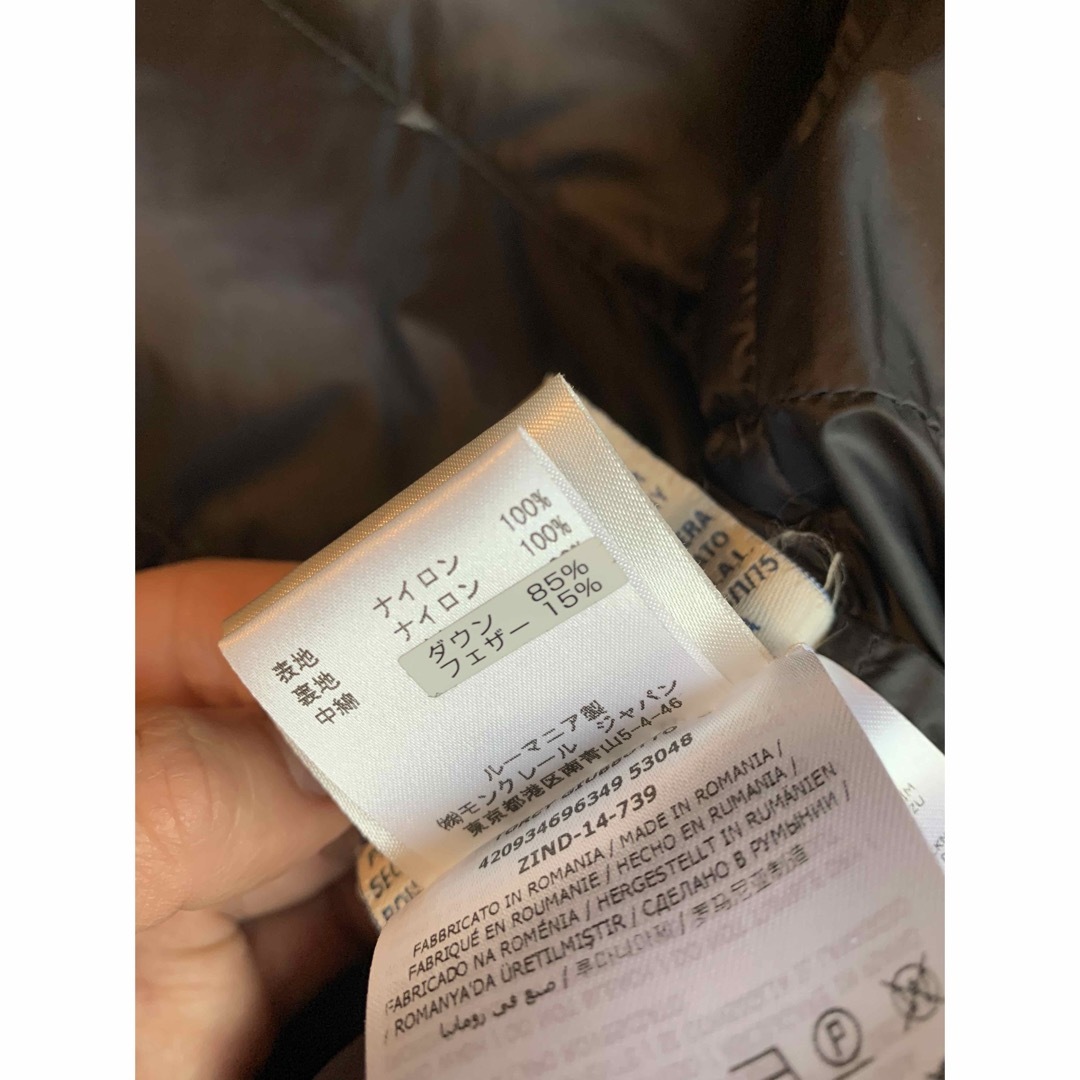 表地 ナイロン 100%
裏地 ナイロン 100%
中綿
ダウン 85%
フェザー 15%
ルーマニア製
㈱モンクレール ジャパン
東京都港区南青山5-4-46
420934696349 53048
ZIND-14-739
FABBRICATO IN ROMANIA / MADE IN ROMANIA /
FABRIQUÉ EN ROUMANIE / HECHO EN RUMANIA /
FABRICADO NA ROMÉNIA / HERGESTELLT IN RUMÄNIEN
/ ROMANYA'DA ÜRETILMIŞTIR / СДЕЛАНО В РУМЫНИИ /
صنع في رومانيا /